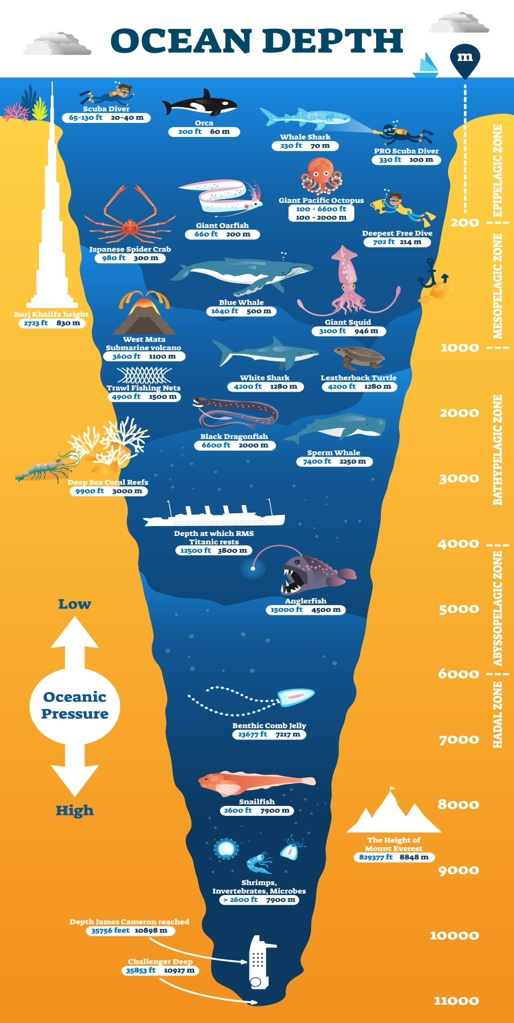 OCEAN DEPTH
m
Scuba Diver
65-130 ft 20-40 m
Orca
200 ft 60 m
Whale Shark
230 ft 70 m
PRO Scuba Diver
330 ft 100 m
EPIPELAGIC ZONE
Giant Pacific Octopus
100 - 6600 ft
100 - 2000 m
Giant Oarfish
660 ft 200 m
Deepest Free Dive
702 ft 214 m
200
Japanese Spider Crab
980 ft 300 m
MESOPELAGIC ZONE
Blue Whale
1640 ft 500 m
Burj Khalifa height
2723 ft 830 m
Giant Squid
3100 ft 946 m
West Mata
Submarine volcano
3600 ft 1100 m
1000
White Shark
4200 ft 1280 m
Leatherback Turtle
4200 ft 1280 m
Trawl Fishing Nets
4900 ft 1500 m
2000
Black Dragonfish
6600 ft 2000 m
Sperm Whale
7400 ft 2250 m
BATHYPELAGIC ZONE
3000
Deep Sea Coral Reefs
9900 ft 3000 m
Depth at which RMS
Titanic rests
12500 ft 3800 m
4000
Anglerfish
15000 ft 4500 m
5000
ABYSSOPELAGIC ZONE
Low
Oceanic
Pressure
High
6000
HADAL ZONE
Benthic Comb Jelly
23677 ft 7217 m
7000
Snailfish
2600 ft 7900 m
8000
The Height of
Mount Everest
829377 ft 8848 m
9000
Shrimps,
Invertebrates, Microbes
> 2600 ft 7900 m
Depth James Cameron reached
35756 feet 10898 m
10000
Challenger Deep
35853 ft 10927 m
11000